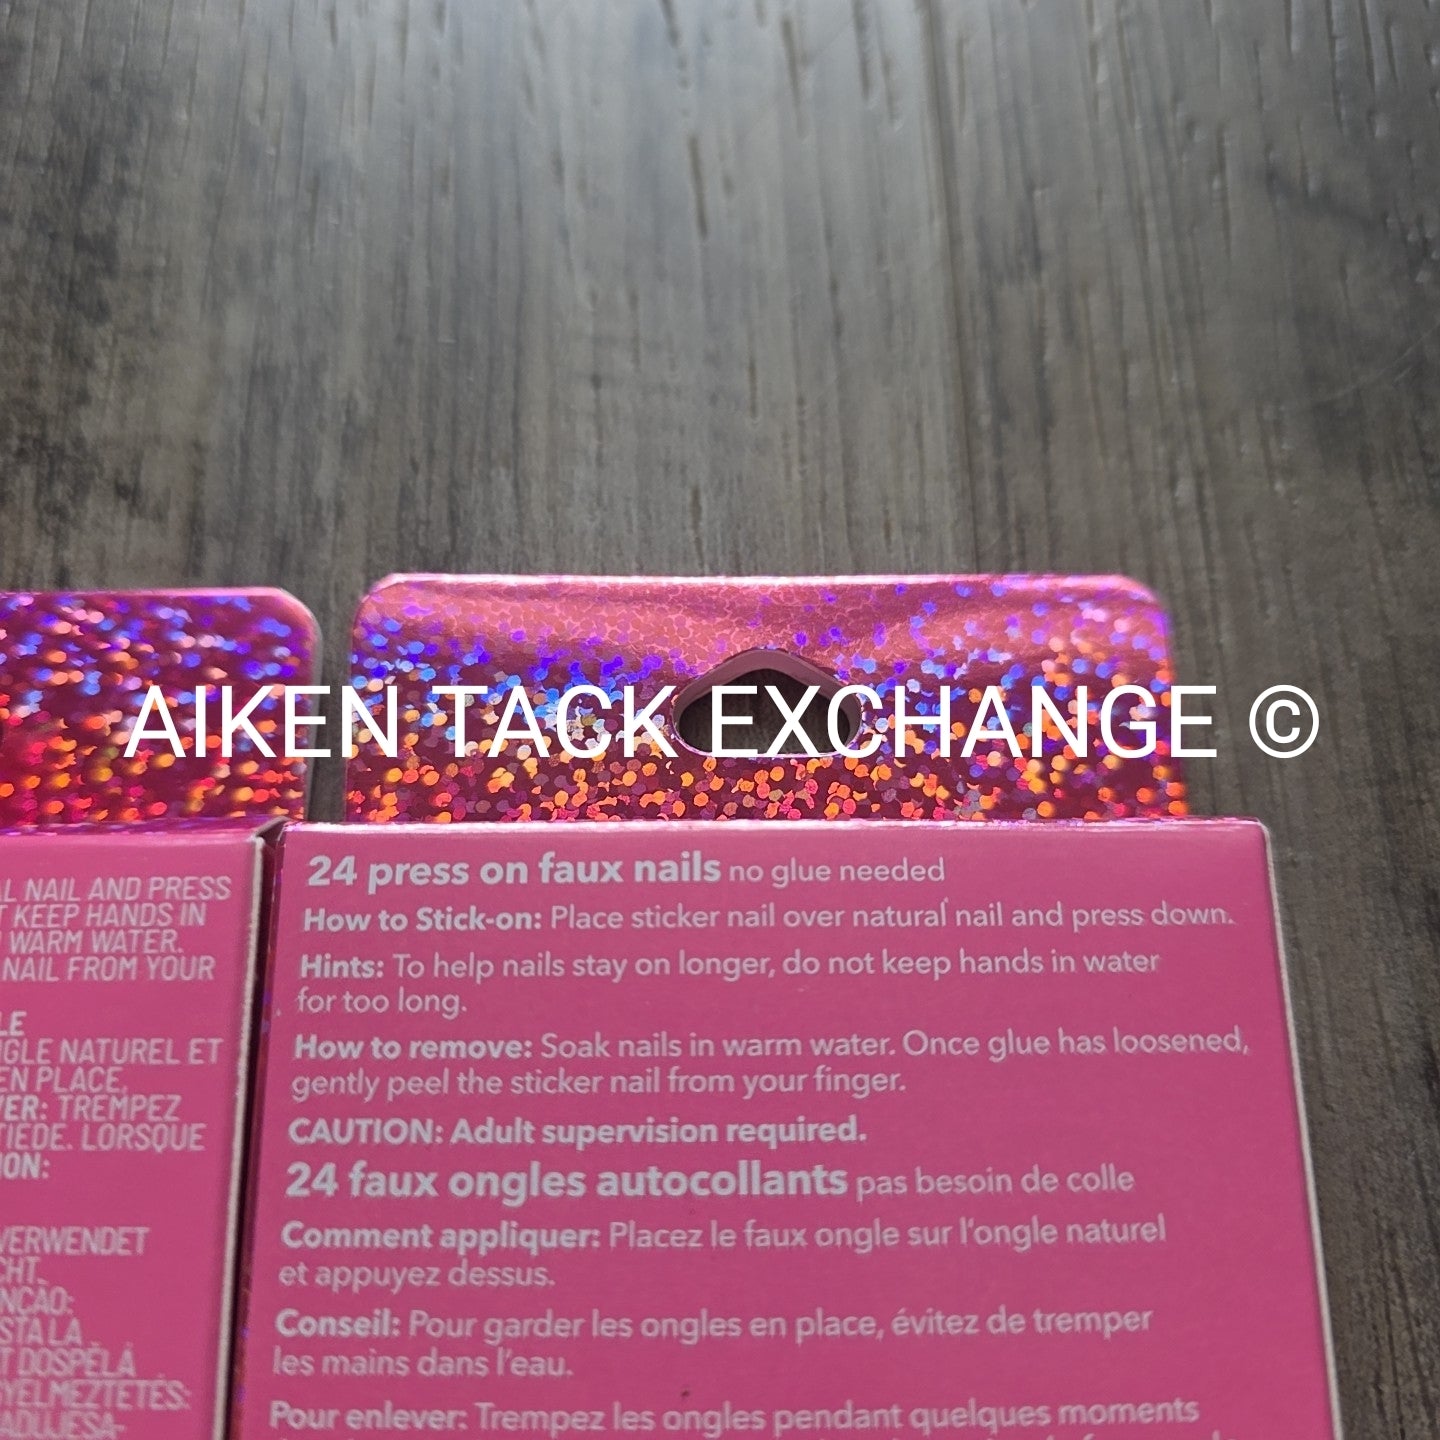 AIKEN TACK EXCHANGE ©
24 press on faux nails no glue needed
How to Stick-on: Place sticker nail over natural nail and press down.
Hints: To help nails stay on longer, do not keep hands in water
for too long.
How to remove: Soak nails in warm water. Once glue has loosened,
gently peel the sticker nail from your finger.
CAUTION: Adult supervision required.
24 faux ongles autocollants pas besoin de colle
Comment appliquer: Placez le faux ongle sur l'ongle naturel
et appuyez dessus.
Conseil: Pour garder les ongles en place, évitez de tremper
les mains dans l'eau.
Pour enlever: Trempez les ongles pendant quelques moments
NAIL AND PRESS
KEEP HANDS IN
WARM WATER.
NAIL FROM YOUR
NATUREL ET
EN PLACE,
TREMPEZ
TIEDE. LORSQUE
VERWENDET
LA
DOSPĚLÁ